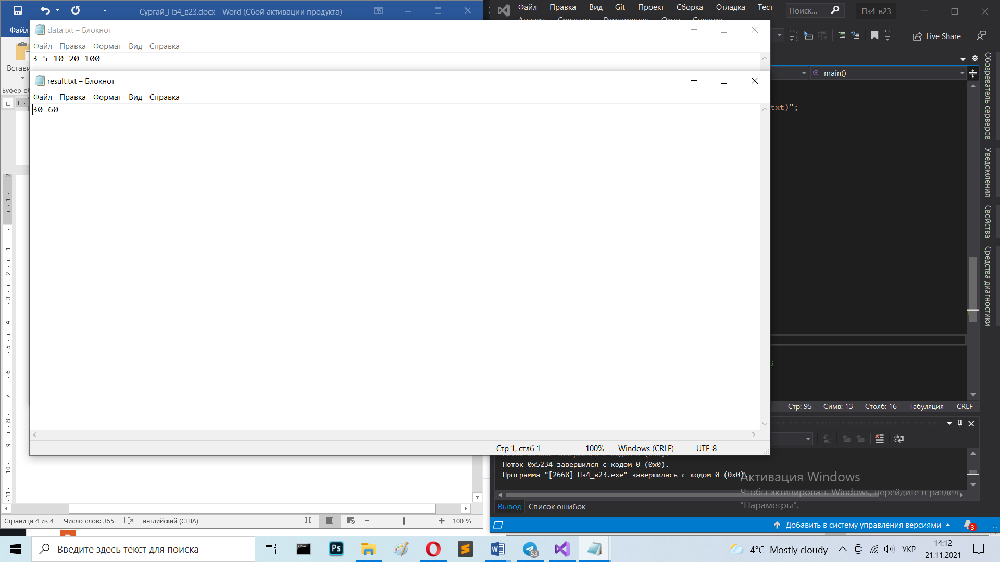 Сургай_Пз4_в23.docx - Word (Сбой активации продукта)
Файл
Встави
Буфер об
data.txt – Блокнот
Файл Правка Формат Вид Справка
3 5 10 20 100
result.txt – Блокнот
Файл Правка Формат Вид Справка
30 60
Стр 1, стлб 1 100% Windows (CRLF) UTF-8
Страница 4 из 4 Число слов: 355 английский (США) 100 %
Файл Правка Вид Git Проект Сборка Отладка Тест
Анализ Средства Расширения Окно Справка
Поиск...
Пз4_в23
Live Share
main()
txt)";
;
Обозреватель серверов
Уведомления
Свойства
Средства диагностики
Стр: 95 Симв: 13 Столб: 16 Табуляция CRLF
Поток 0x5234 завершился с кодом 0 (0x0).
Программа "[2668] Пз4_в23.exe" завершилась с кодом 0 (0x0)
Вывод Список ошибок
Активация Windows
Чтобы активировать Windows, перейдите в раздел
"Параметры".
Добавить в систему управления версиями
3
Введите здесь текст для поиска
Ps
53
4°C Mostly cloudy
УКР
14:12
21.11.2021